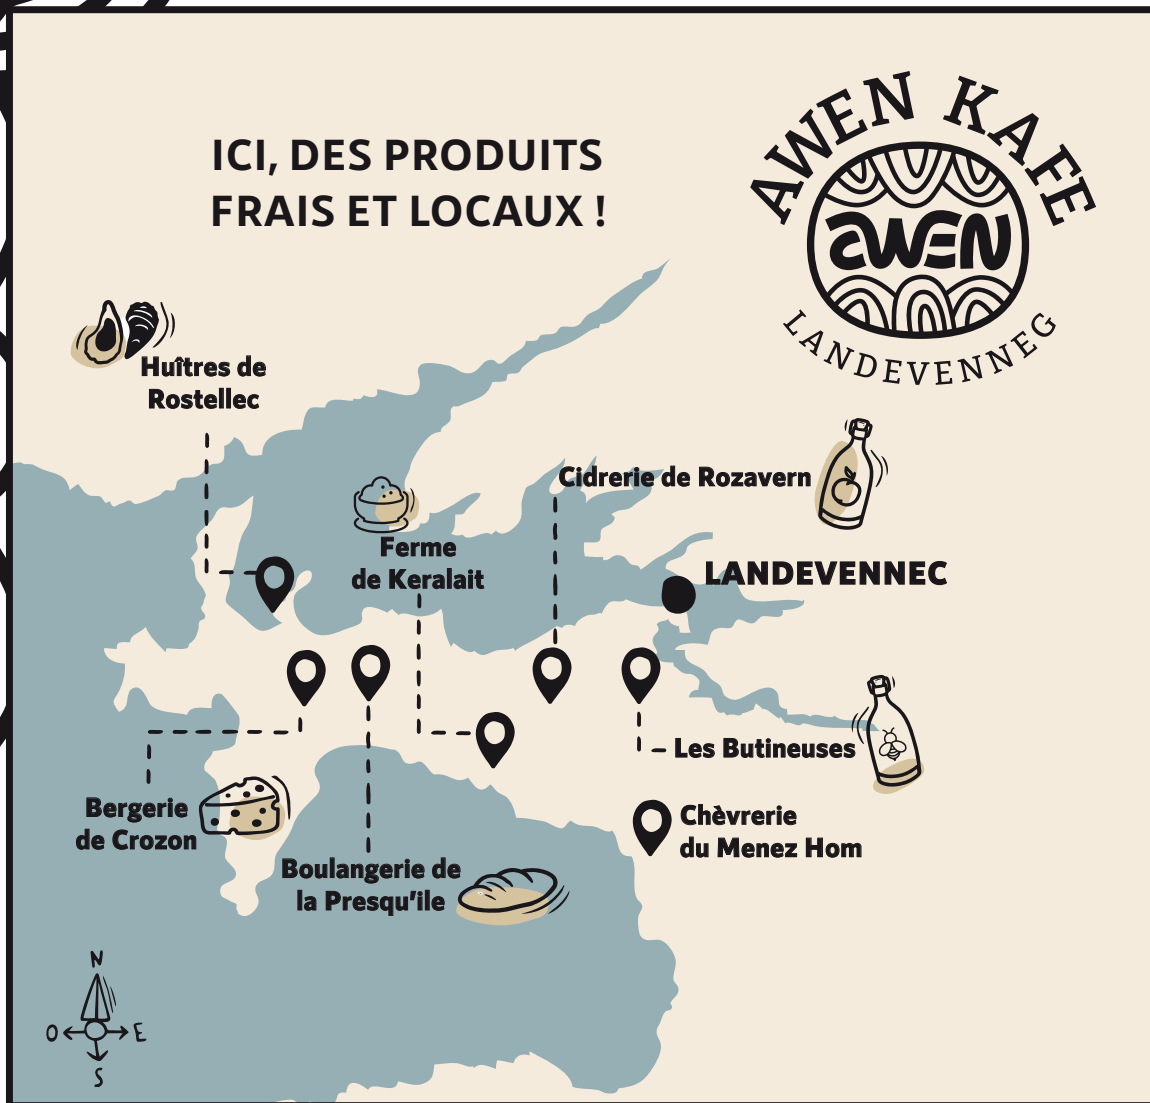 ICI, DES PRODUITS
FRAIS ET LOCAUX !
AWEN KAFE
awen
LANDEVENNEG
Huîtres de
Rostellec
Cidrerie de Rozavern
Ferme
de Keralait
LANDEVENNEC
Les Butineuses
Bergerie
de Crozon
Chèvrerie
du Menez Hom
Boulangerie de
la Presqu'ile
N
O E
S